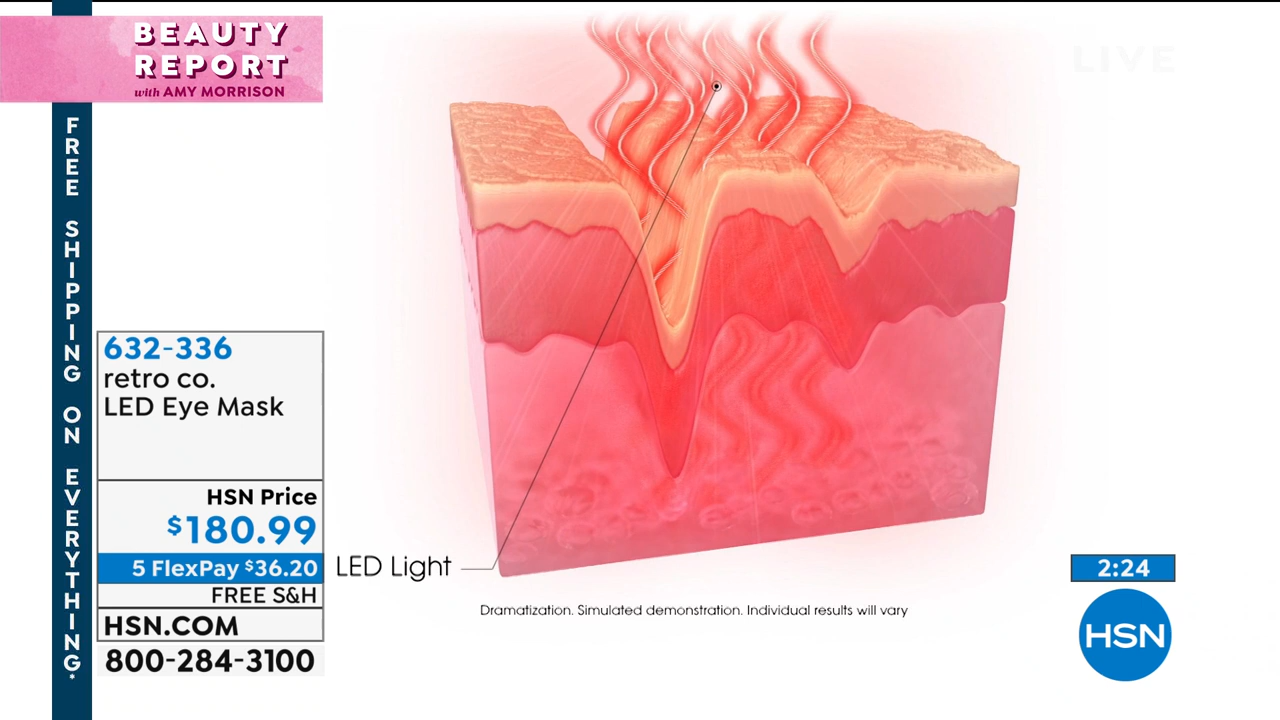 BEAUTY
REPORT
with AMY MORRISON
LIVE
FREE SHIPPING ON EVERYTHING.*
632-336
retro co.
LED Eye Mask
HSN Price
$180.99
5 FlexPay $36.20
FREE S&H
HSN.COM
800-284-3100
LED Light
Dramatization. Simulated demonstration. Individual results will vary
2:24
HSN